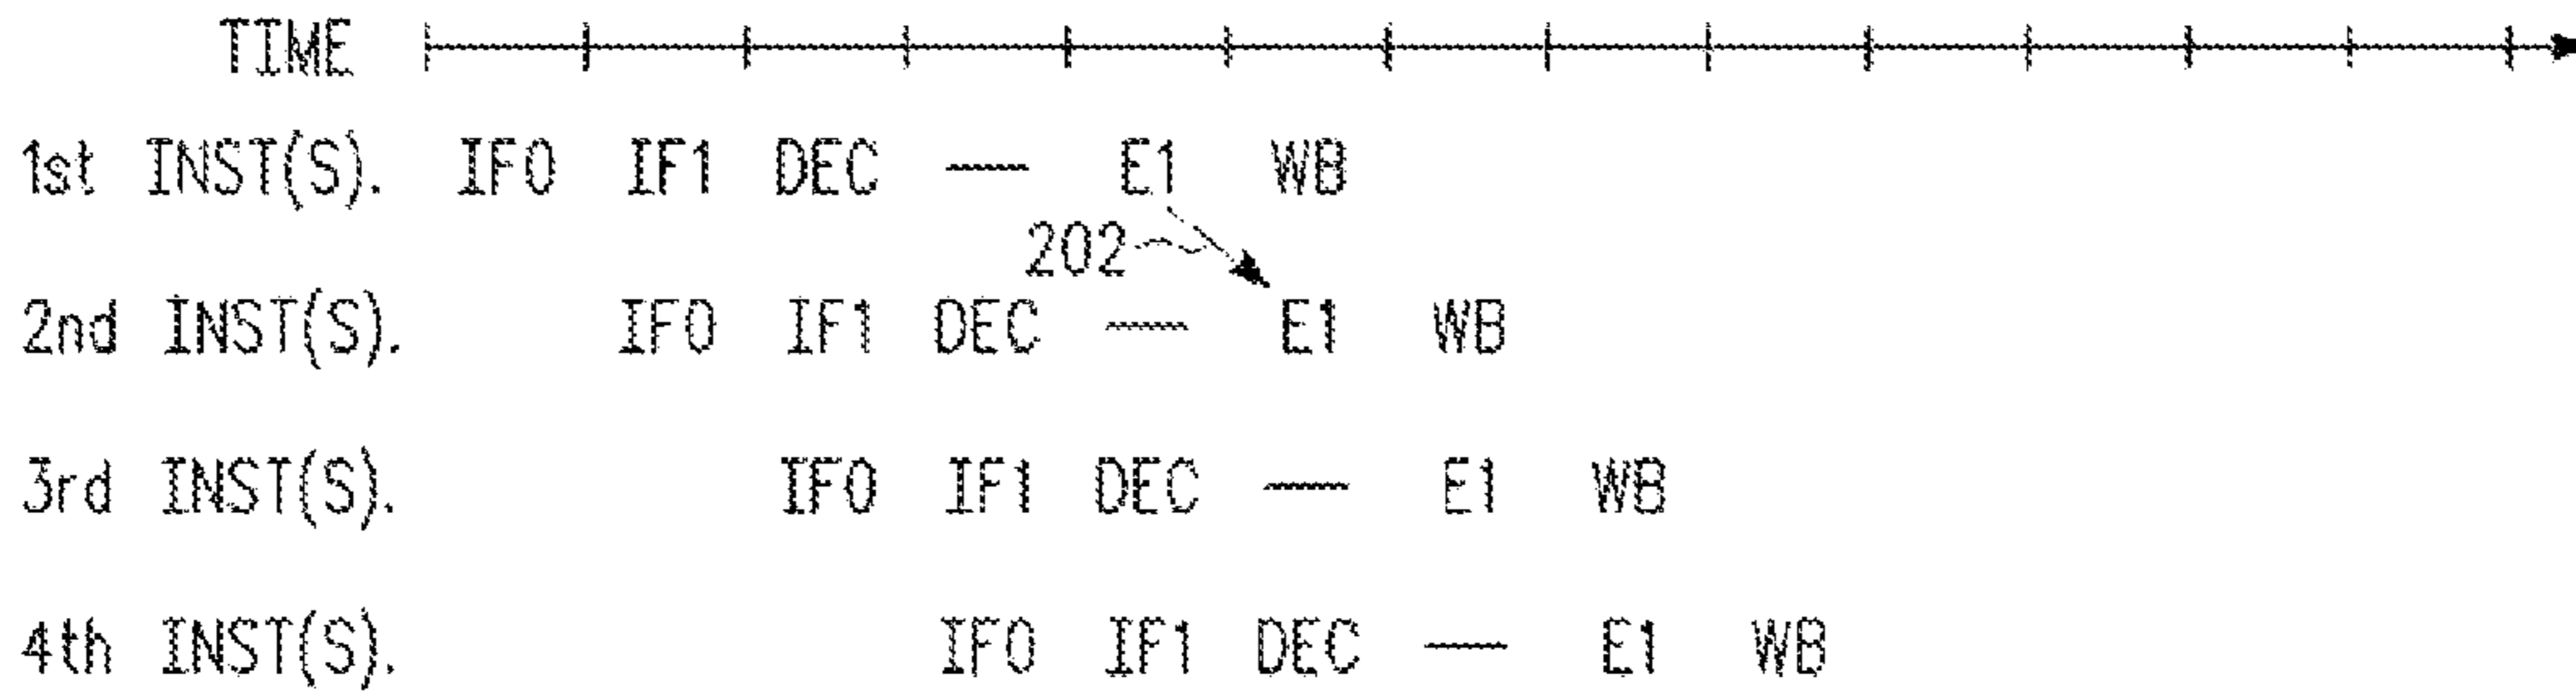 TIME
1st INST(S). IF0 IF1 DEC — E1 WB
202
2nd INST(S). IF0 IF1 DEC — E1 WB
3rd INST(S). IF0 IF1 DEC — E1 WB
4th INST(S). IF0 IF1 DEC — E1 WB